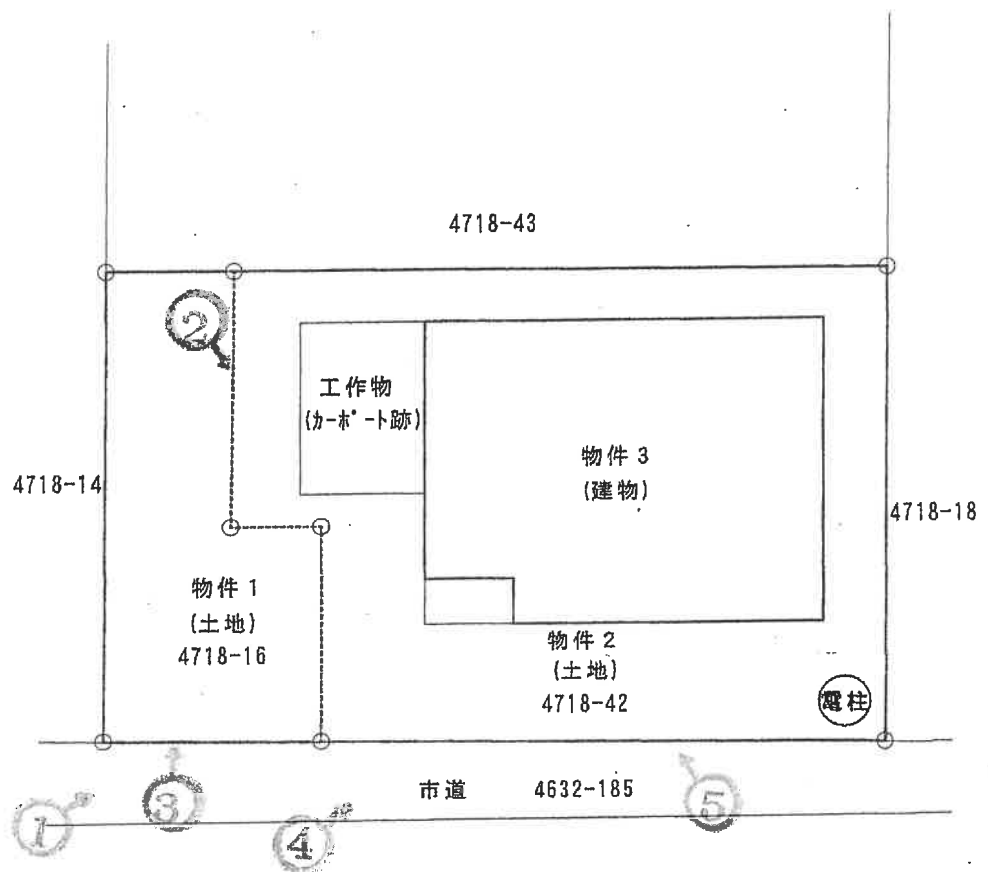 4718-43
②
工作物
(カーポート跡)
物件3
(建物)
4718-14
4718-18
物件1
(土地)
4718-16
物件2
(土地)
4718-42
電柱
市道 4632-185
①
③
④
⑤